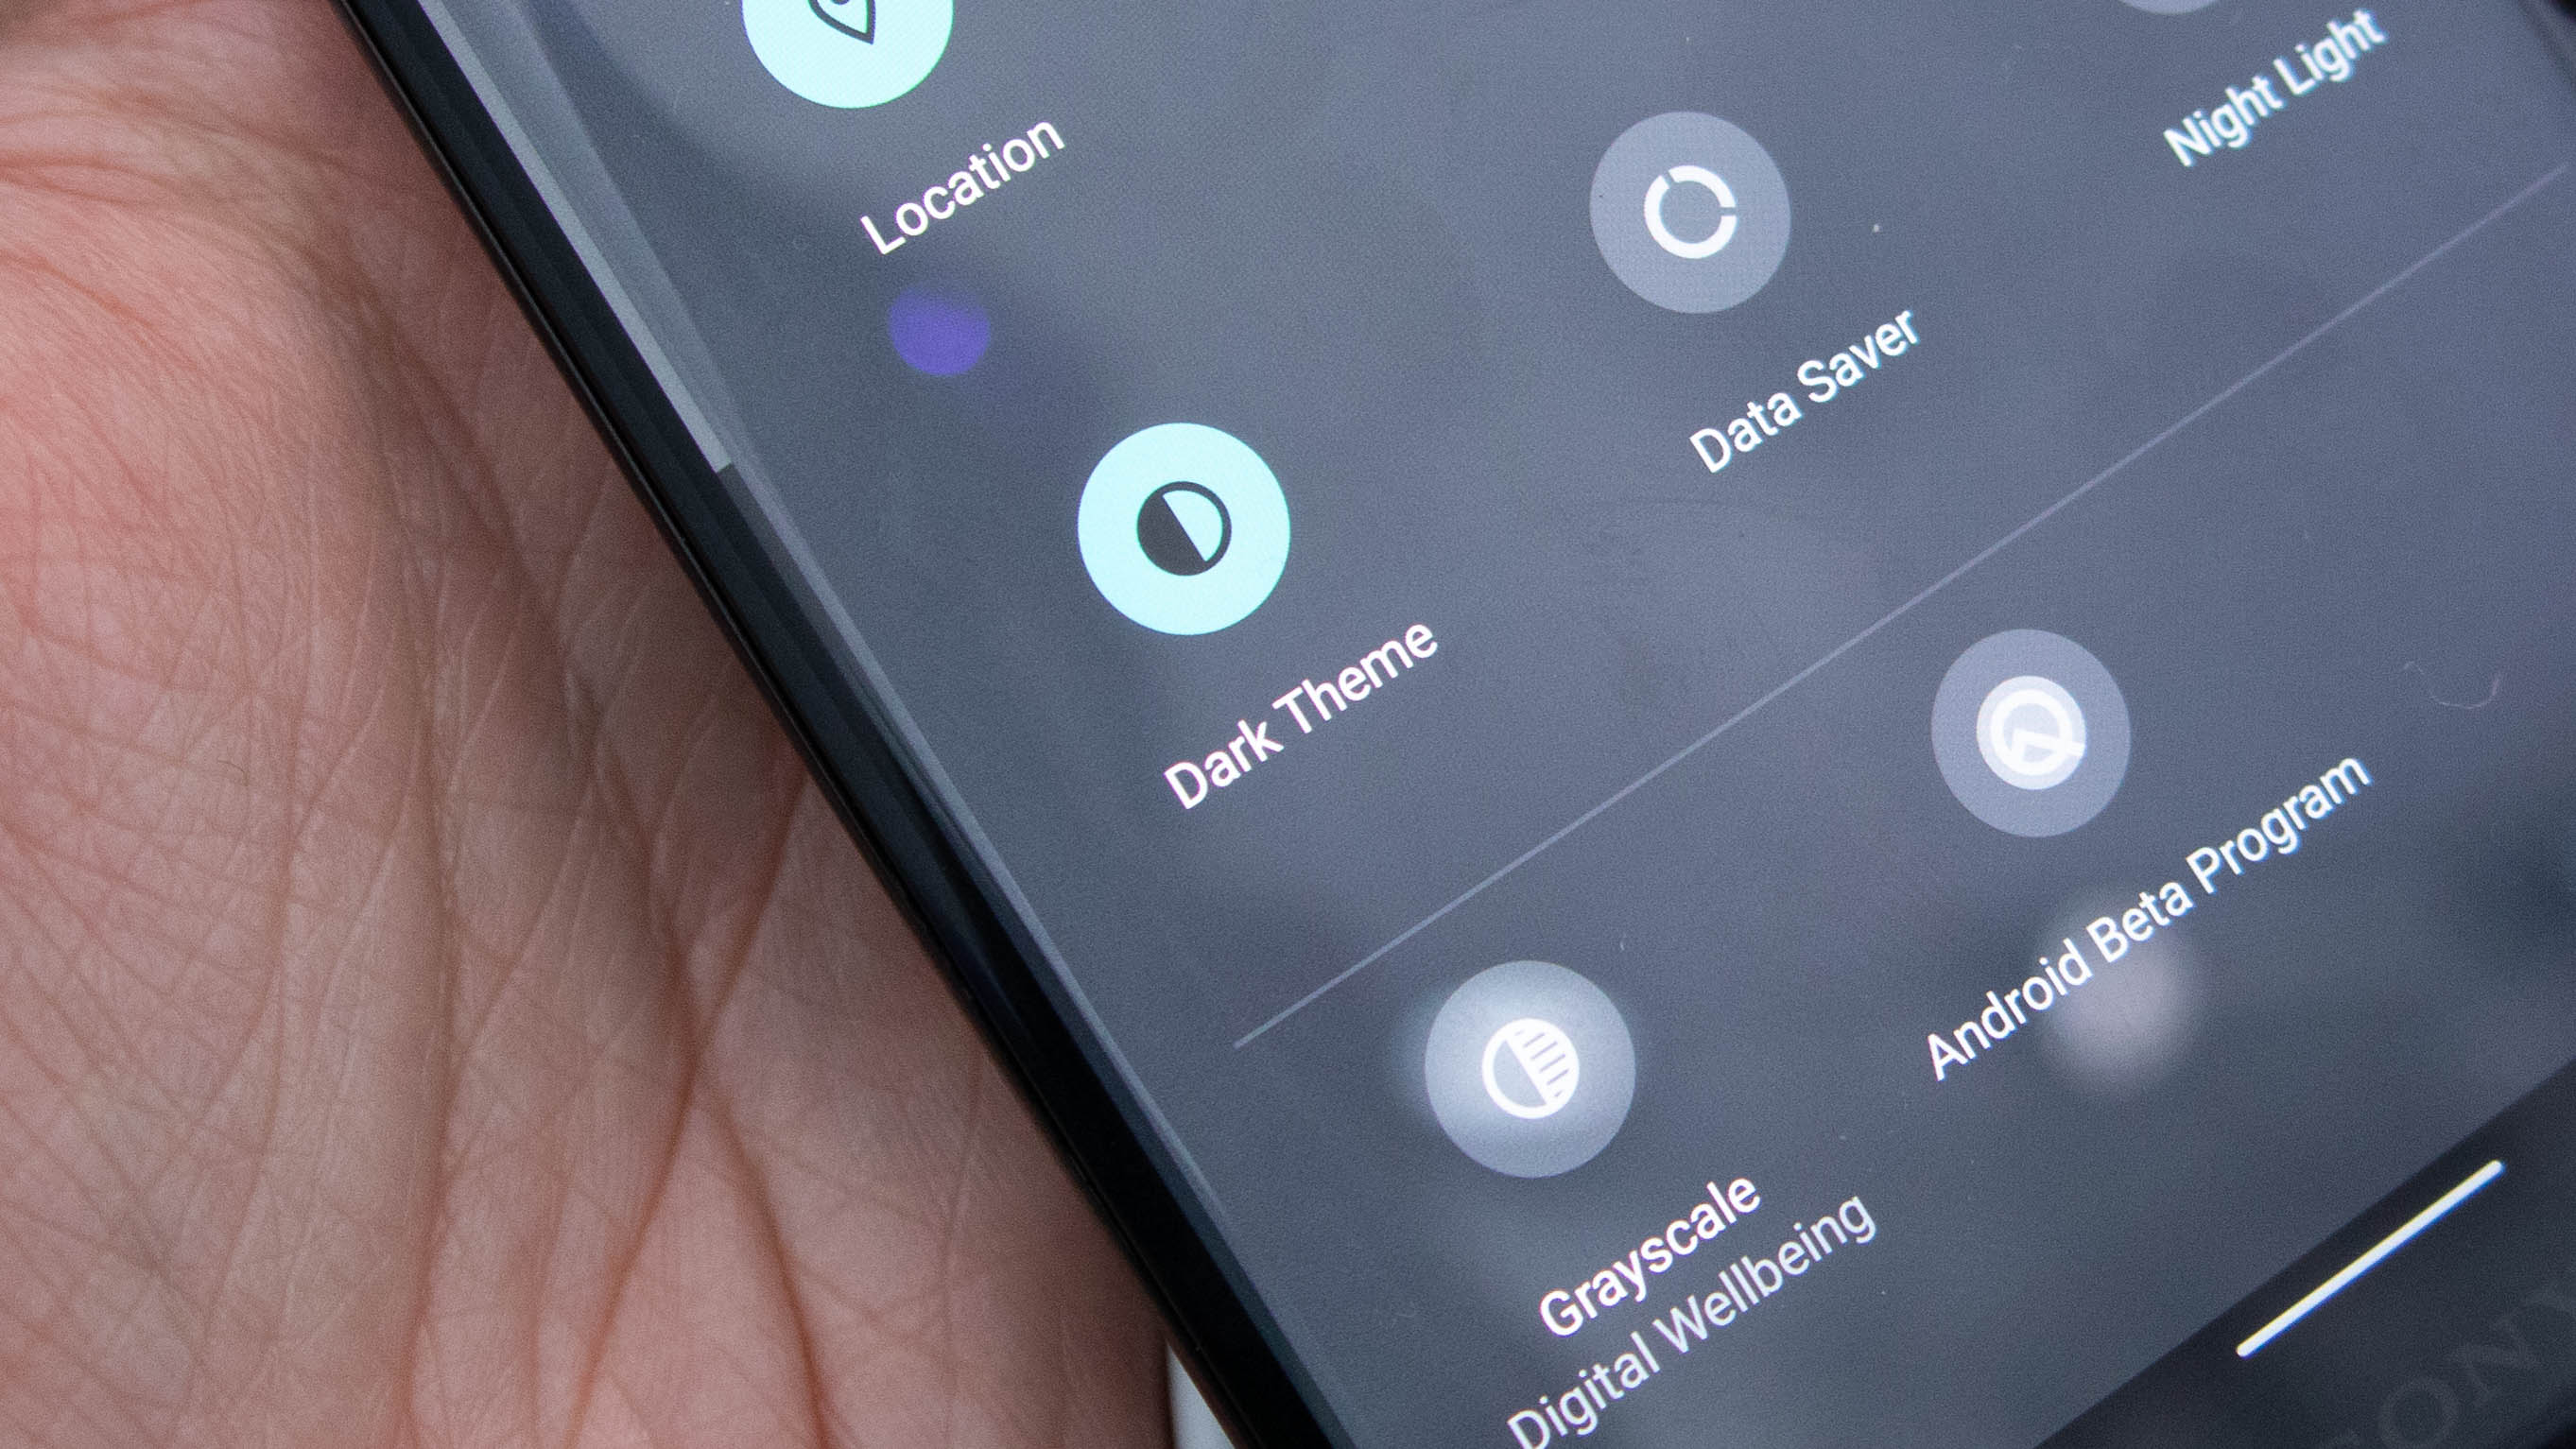 Location
Night Light
Dark Theme
Data Saver
Grayscale
Digital Wellbeing
Android Beta Program